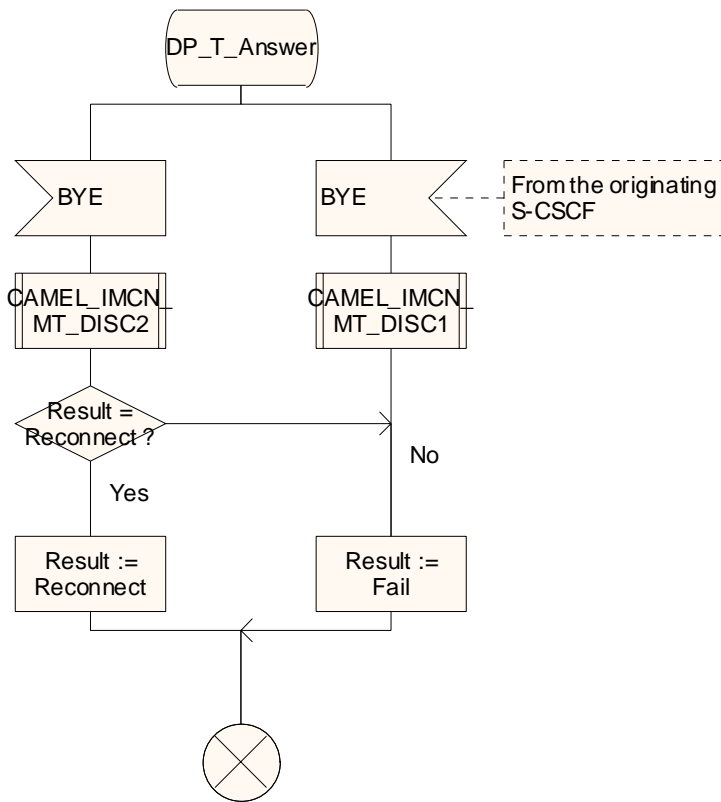 DP_T_Answer
BYE
BYE
From the originating
S-CSCF
CAMEL_IMCN_
MT_DISC2
CAMEL_IMCN_
MT_DISC1
Result =
Reconnect ?
No
Yes
Result :=
Reconnect
Result :=
Fail